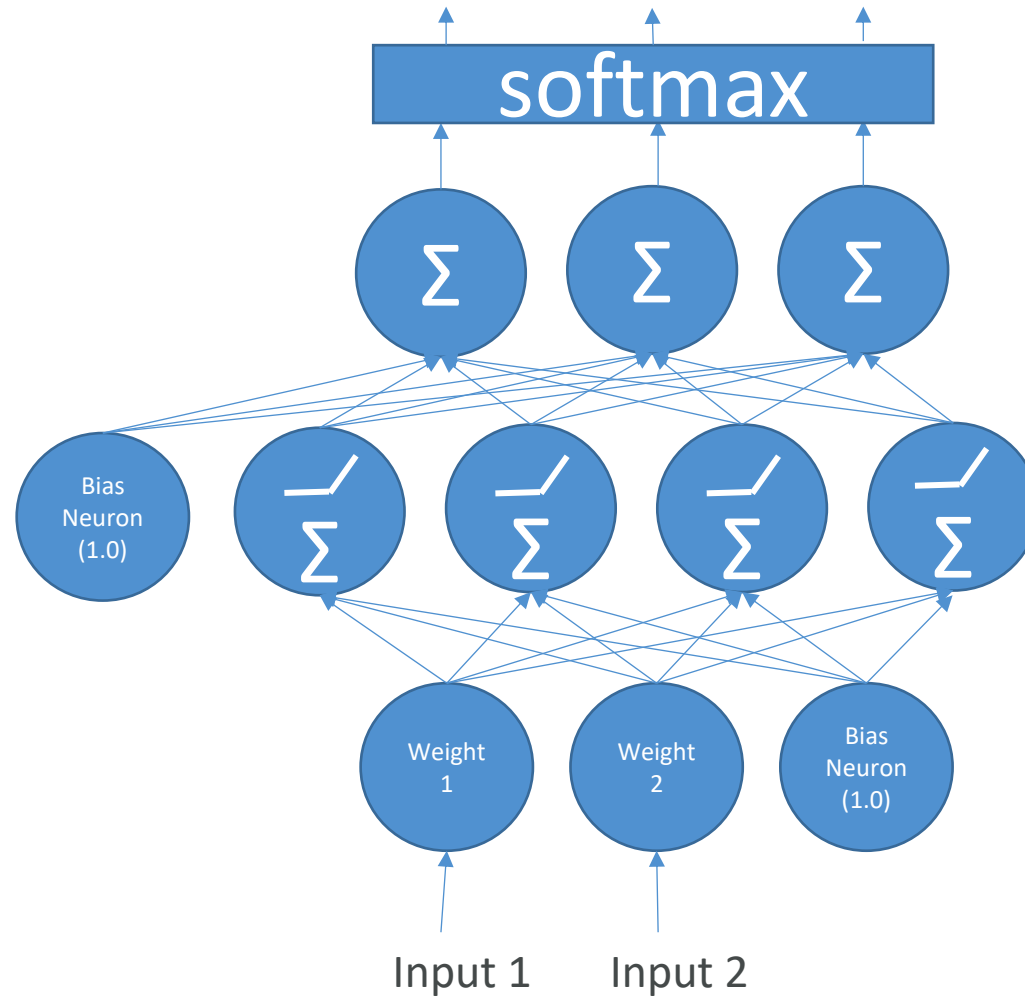 softmax
Σ Σ Σ
Bias
Neuron
(1.0)
Σ Σ Σ Σ
Weight
1
Weight
2
Bias
Neuron
(1.0)
Input 1
Input 2